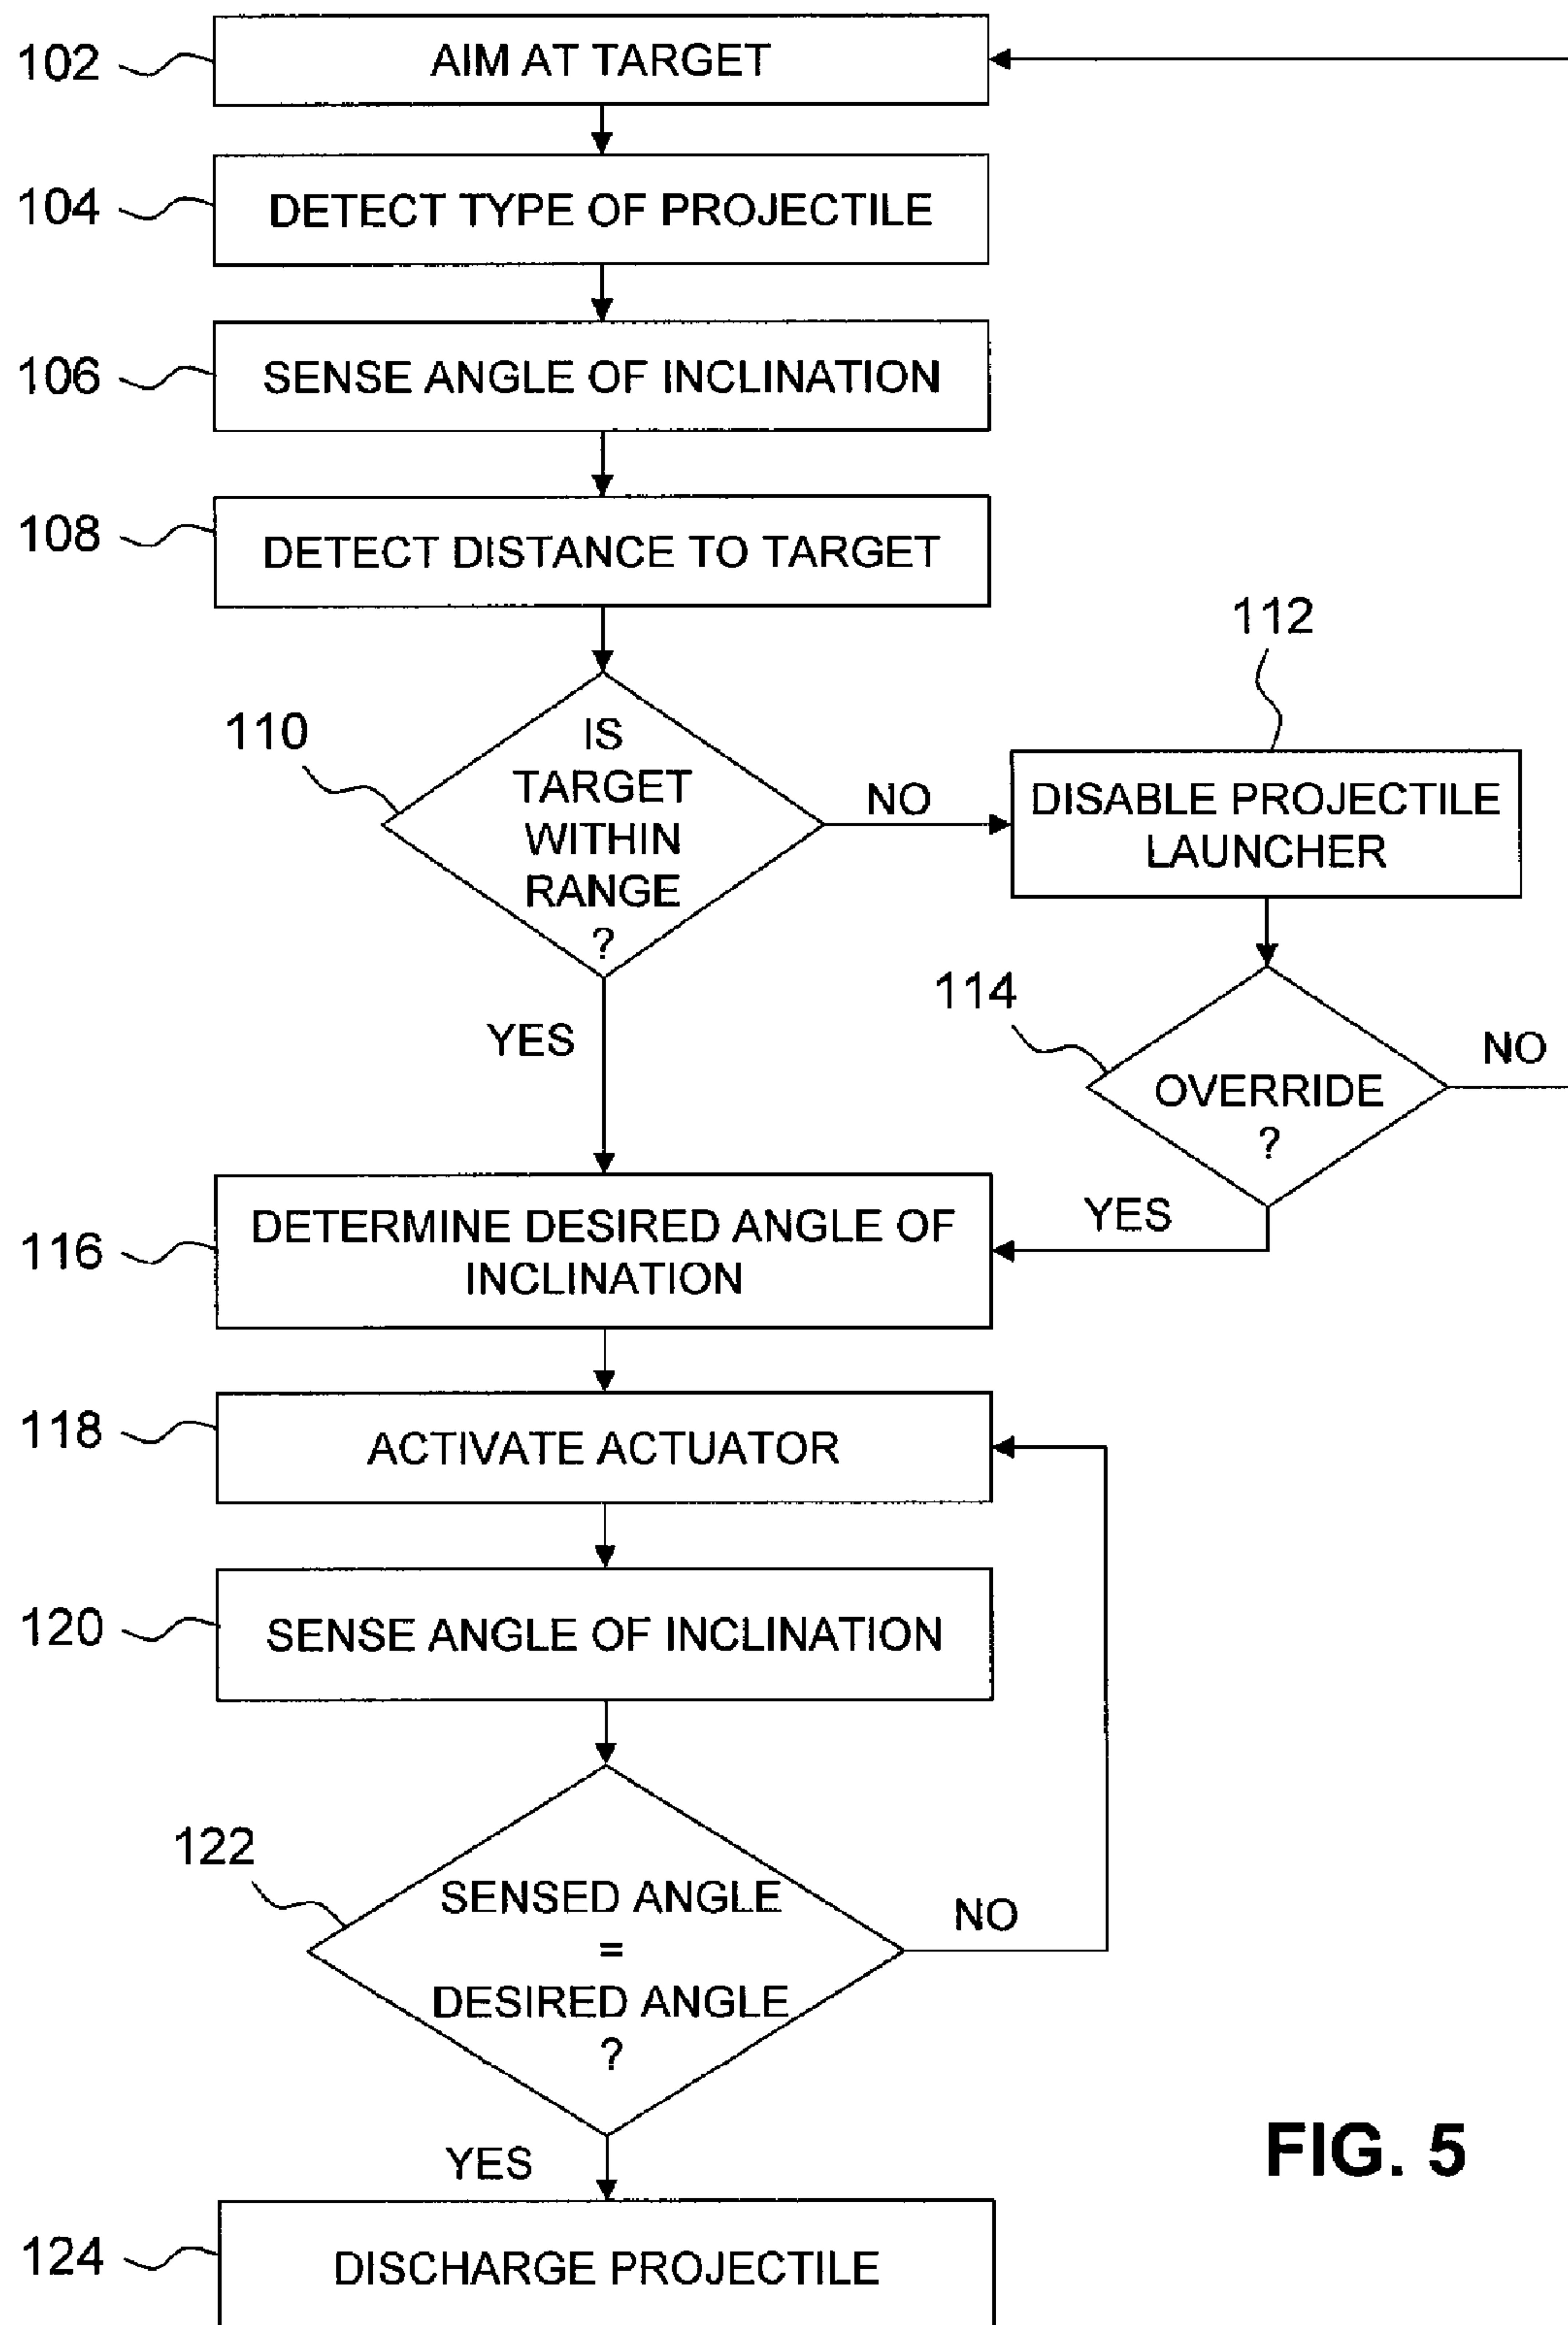 102
AIM AT TARGET
104
DETECT TYPE OF PROJECTILE
106
SENSE ANGLE OF INCLINATION
108
DETECT DISTANCE TO TARGET
110
IS
TARGET
WITHIN
RANGE
?
NO
112
DISABLE PROJECTILE
LAUNCHER
114
OVERRIDE
?
NO
YES
YES
116
DETERMINE DESIRED ANGLE OF
INCLINATION
118
ACTIVATE ACTUATOR
120
SENSE ANGLE OF INCLINATION
122
SENSED ANGLE
=
DESIRED ANGLE
?
NO
YES
124
DISCHARGE PROJECTILE
FIG. 5